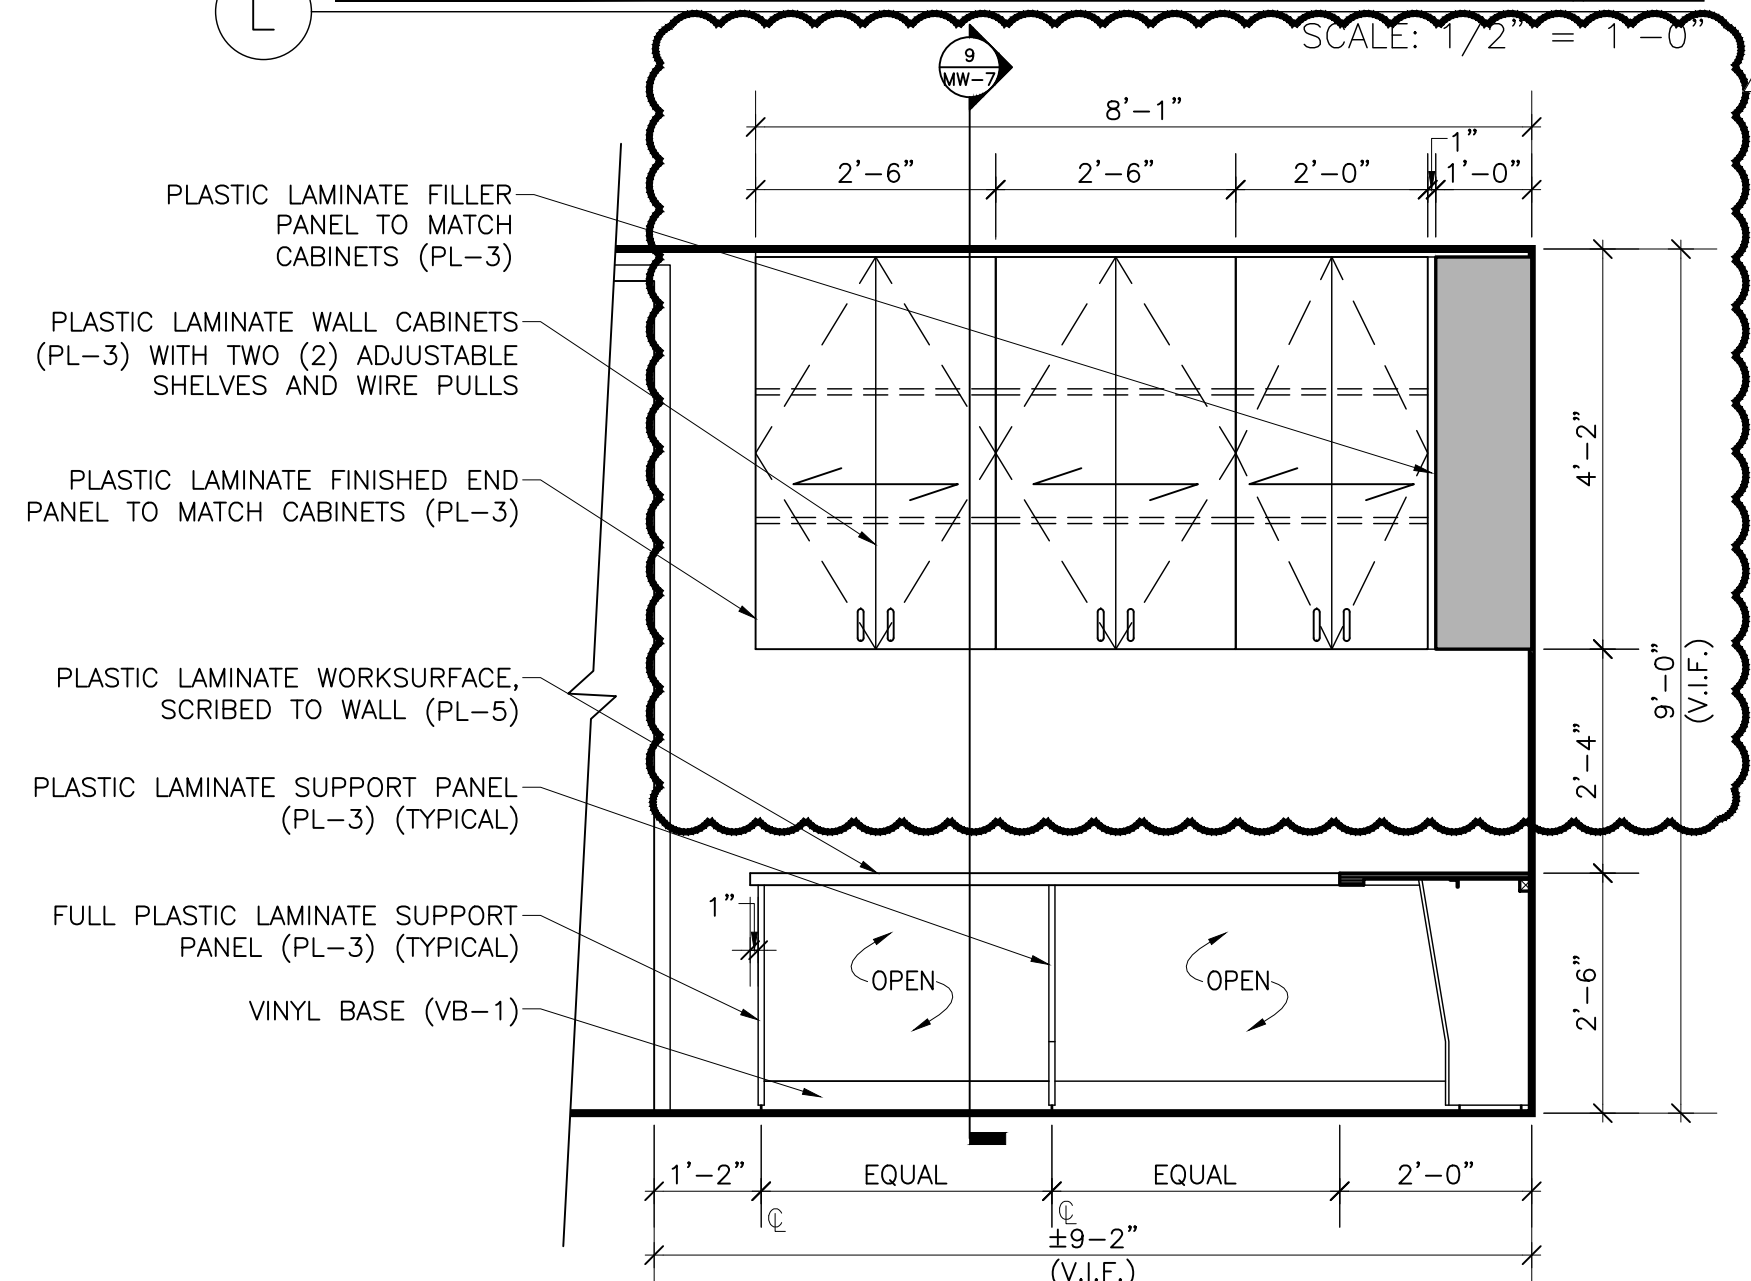 L
SCALE: 1/2" = 1'-0"
9
MW-7
8'-1"
1"
2'-6"
2'-6"
2'-0"
1'-0"
PLASTIC LAMINATE FILLER
PANEL TO MATCH
CABINETS (PL-3)
PLASTIC LAMINATE WALL CABINETS
(PL-3) WITH TWO (2) ADJUSTABLE
SHELVES AND WIRE PULLS
PLASTIC LAMINATE FINISHED END
PANEL TO MATCH CABINETS (PL-3)
4'-2"
PLASTIC LAMINATE WORKSURFACE,
SCRIBED TO WALL (PL-5)
9'-0"
(V.I.F.)
2'-4"
PLASTIC LAMINATE SUPPORT PANEL
(PL-3) (TYPICAL)
1"
FULL PLASTIC LAMINATE SUPPORT
PANEL (PL-3) (TYPICAL)
OPEN
OPEN
2'-6"
VINYL BASE (VB-1)
1'-2"
EQUAL
EQUAL
2'-0"
℄
℄
±9-2"
(V.I.F.)